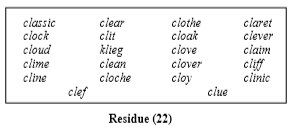 classic clear clothe claret
clock clit cloak clever
cloud klieg clove claim
clime clean clover cliff
cline cloche cloy clinic
clef clue
Residue (22)